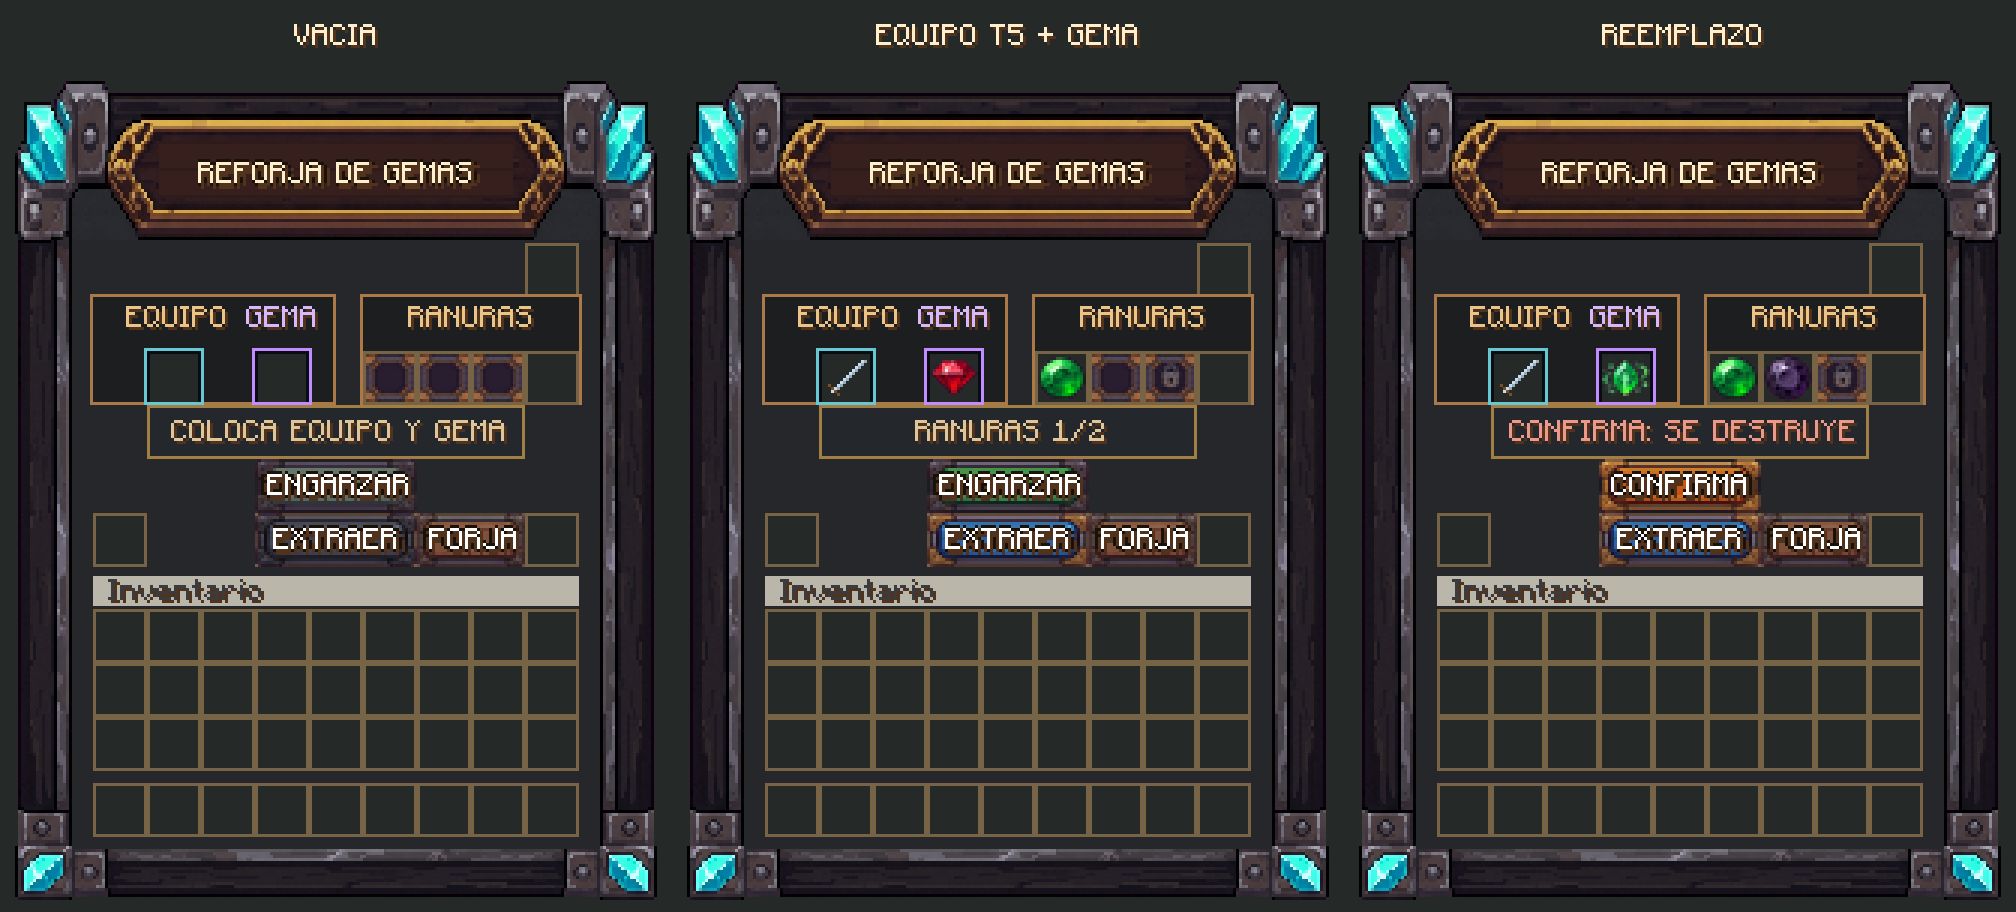 VACIA
EQUIPO T5 + GEMA
REEMPLAZO
REFORJA DE GEMAS
EQUIPO GEMA
RANURAS
COLOCA EQUIPO Y GEMA
ENGARZAR
EXTRAER
FORJA
Inventario
REFORJA DE GEMAS
EQUIPO GEMA
RANURAS
RANURAS 1/2
ENGARZAR
EXTRAER
FORJA
Inventario
REFORJA DE GEMAS
EQUIPO GEMA
RANURAS
CONFIRMA: SE DESTRUYE
CONFIRMA
EXTRAER
FORJA
Inventario